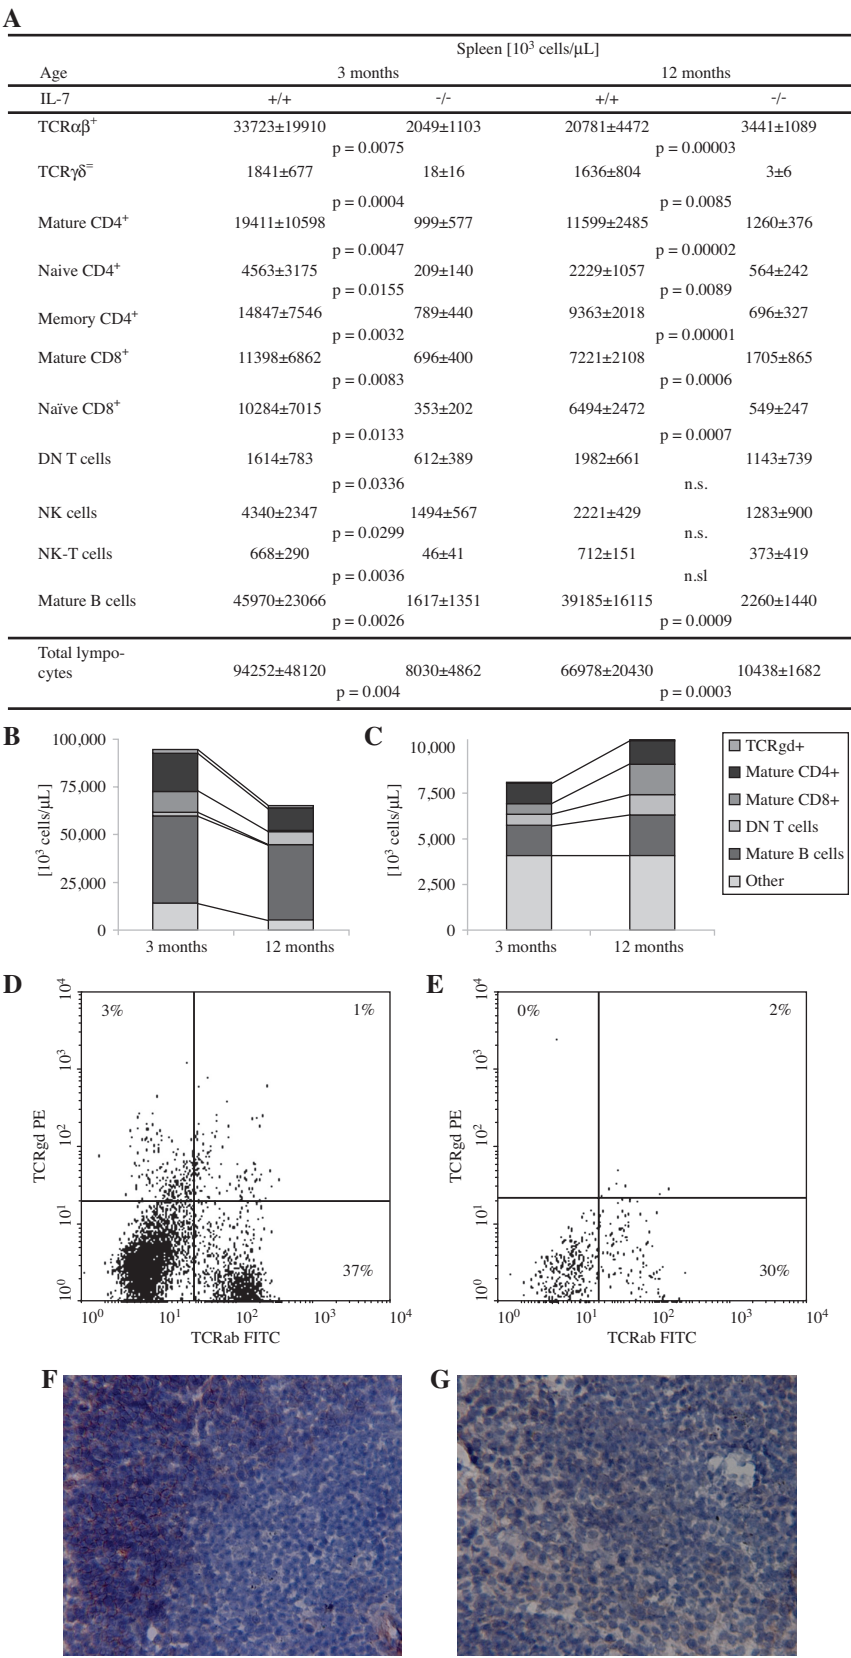 A
Spleen [10³ cells/μL]
Age 3 months 12 months
IL-7 +/+ -/- +/+ -/-
TCRαβ⁺ 33723±19910 2049±1103 20781±4472 3441±1089
p = 0.0075 p = 0.00003
TCRγδ⁼ 1841±677 18±16 1636±804 3±6
p = 0.0004 p = 0.0085
Mature CD4⁺ 19411±10598 999±577 11599±2485 1260±376
p = 0.0047 p = 0.00002
Naive CD4⁺ 4563±3175 209±140 2229±1057 564±242
p = 0.0155 p = 0.0089
Memory CD4⁺ 14847±7546 789±440 9363±2018 696±327
p = 0.0032 p = 0.00001
Mature CD8⁺ 11398±6862 696±400 7221±2108 1705±865
p = 0.0083 p = 0.0006
Naïve CD8⁺ 10284±7015 353±202 6494±2472 549±247
p = 0.0133 p = 0.0007
DN T cells 1614±783 612±389 1982±661 1143±739
p = 0.0336 n.s.
NK cells 4340±2347 1494±567 2221±429 1283±900
p = 0.0299 n.s.
NK-T cells 668±290 46±41 712±151 373±419
p = 0.0036 n.sl
Mature B cells 45970±23066 1617±1351 39185±16115 2260±1440
p = 0.0026 p = 0.0009
Total lympo-
cytes 94252±48120 8030±4862 66978±20430 10438±1682
p = 0.004 p = 0.0003
B
[10³ cells/μL]
100,000
75,000
50,000
25,000
0
3 months 12 months
C
[10³ cells/μL]
10,000
7,500
5,000
2,500
0
3 months 12 months
TCRgd+
Mature CD4+
Mature CD8+
DN T cells
Mature B cells
Other
D
TCRgd PE
10⁴
10³
10²
10¹
10⁰
3% 1%
37%
10⁰ 10¹ 10² 10³ 10⁴
TCRab FITC
E
TCRgd PE
10⁴
10³
10²
10¹
10⁰
0% 2%
30%
10⁰ 10¹ 10² 10³ 10⁴
TCRab FITC
F
G